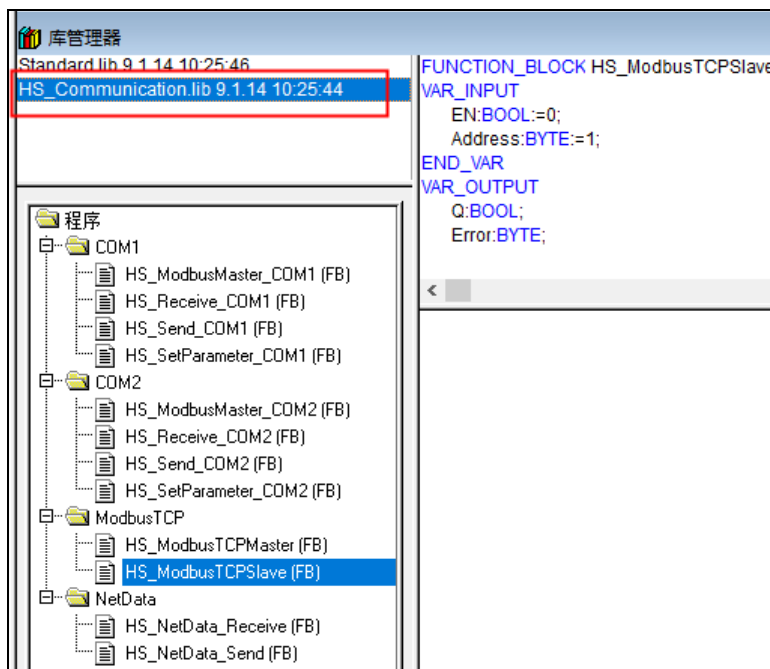 库管理器
Standard.lib 9.1.14 10:25:46
HS_Communication.lib 9.1.14 10:25:44
FUNCTION_BLOCK HS_ModbusTCPSlave
VAR_INPUT
EN:BOOL:=0;
Address:BYTE:=1;
END_VAR
VAR_OUTPUT
Q:BOOL;
Error:BYTE;
程序
COM1
HS_ModbusMaster_COM1 (FB)
HS_Receive_COM1 (FB)
HS_Send_COM1 (FB)
HS_SetParameter_COM1 (FB)
COM2
HS_ModbusMaster_COM2 (FB)
HS_Receive_COM2 (FB)
HS_Send_COM2 (FB)
HS_SetParameter_COM2 (FB)
ModbusTCP
HS_ModbusTCPMaster (FB)
HS_ModbusTCPSlave (FB)
NetData
HS_NetData_Receive (FB)
HS_NetData_Send (FB)